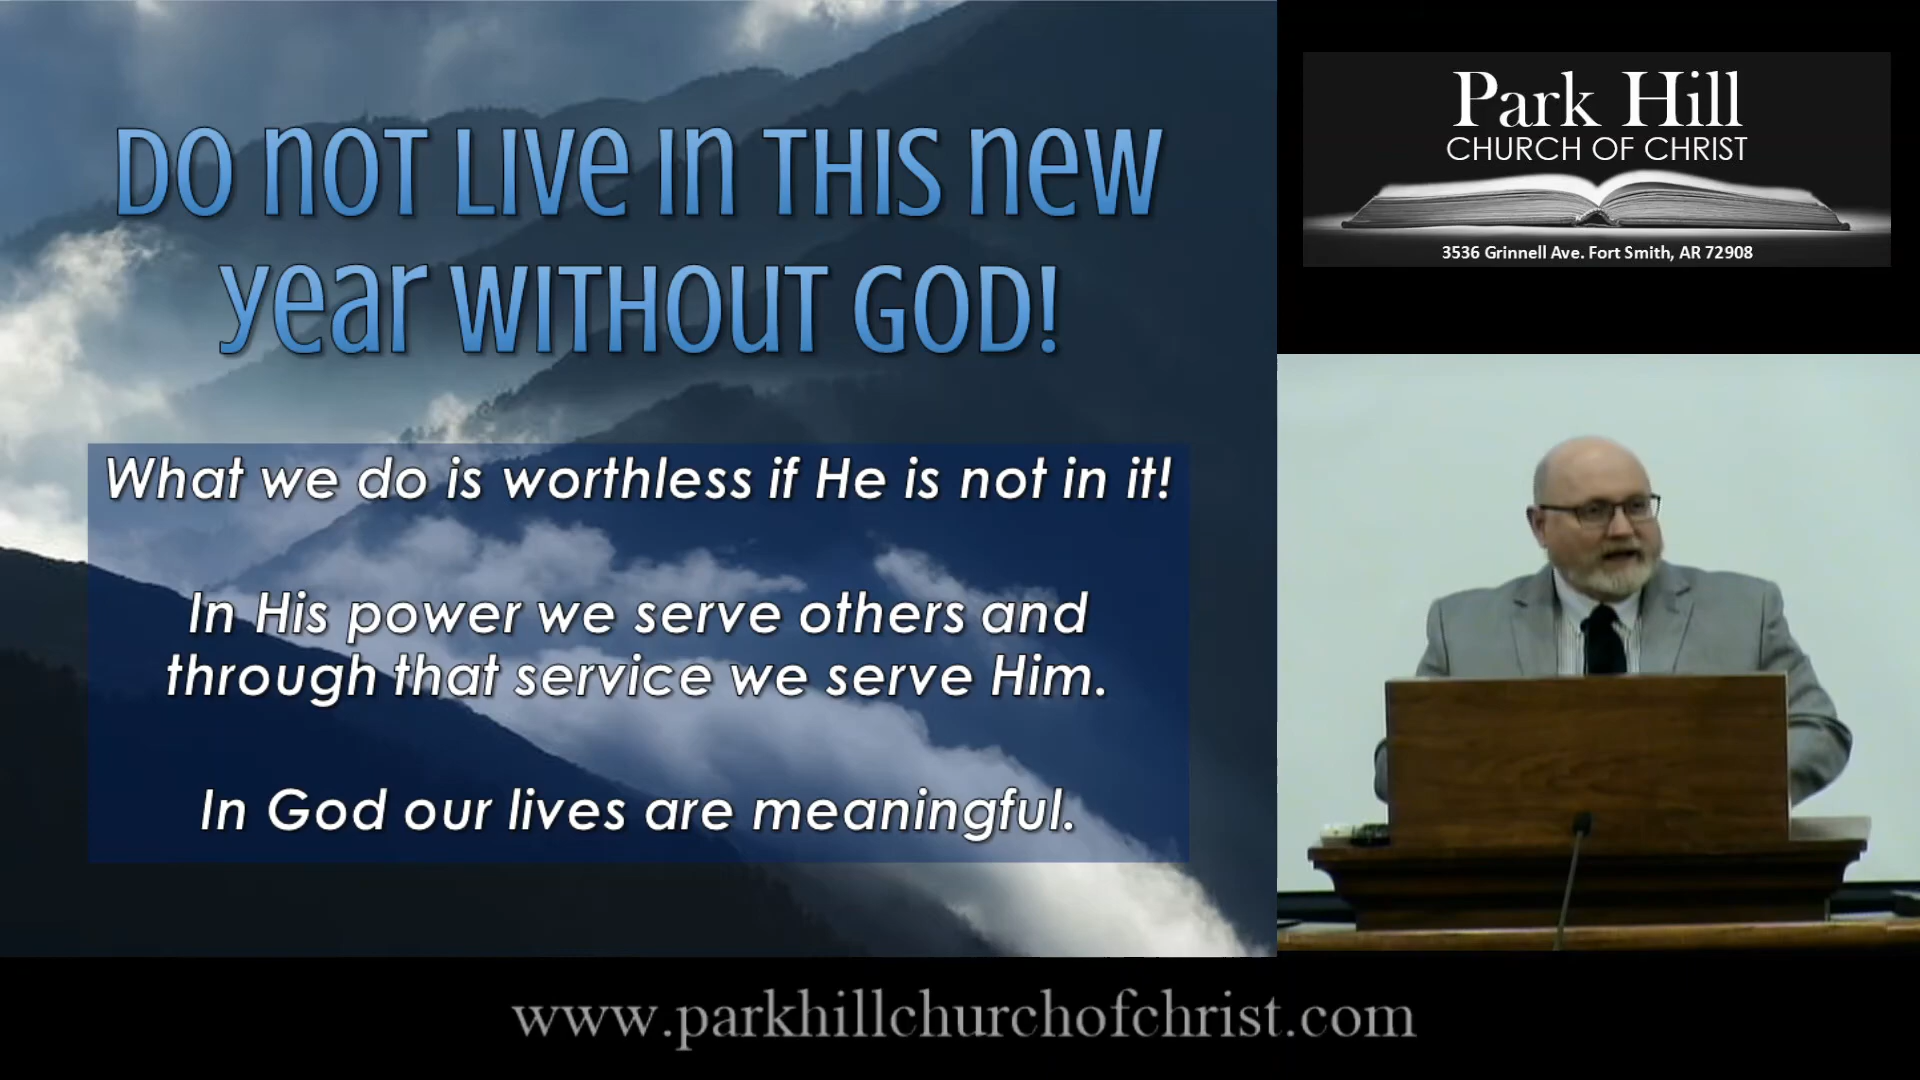 DO NOT LIVE IN THIS NEW
YEAR WITHOUT GOD!
What we do is worthless if He is not in it!
In His power we serve others and
through that service we serve Him.
In God our lives are meaningful.
Park Hill
CHURCH OF CHRIST
3536 Grinnell Ave. Fort Smith, AR 72908
www.parkhillchurchofchrist.com